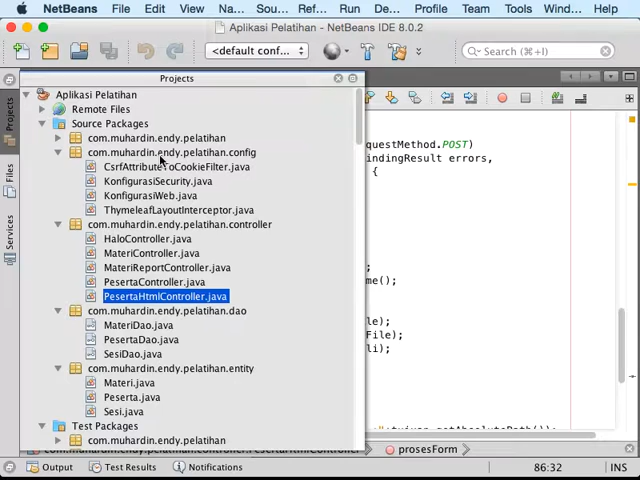 NetBeans File Edit View Na... Sou... Ref... Run De... Profile Team Tools Wind... Help
Aplikasi Pelatihan - NetBeans IDE 8.0.2
<default conf...
Search (⌘+I)
Projects
Projects
Files
Services
Aplikasi Pelatihan
Remote Files
Source Packages
com.muhardin.endy.pelatihan
com.muhardin.endy.pelatihan.config
CsrfAttributeToCookieFilter.java
KonfigurasiSecurity.java
KonfigurasiWeb.java
ThymeleafLayoutInterceptor.java
com.muhardin.endy.pelatihan.controller
HaloController.java
MateriController.java
MateriReportController.java
PesertaController.java
PesertaHtmlController.java
com.muhardin.endy.pelatihan.dao
MateriDao.java
PesertaDao.java
SesiDao.java
com.muhardin.endy.pelatihan.entity
Materi.java
Peserta.java
Sesi.java
Test Packages
com.muhardin.endy.pelatihan
questMethod.POST)
indingResult errors,
{
;
me();
le);
File);
li);
prosesForm
Output
Test Results
Notifications
86:32
INS